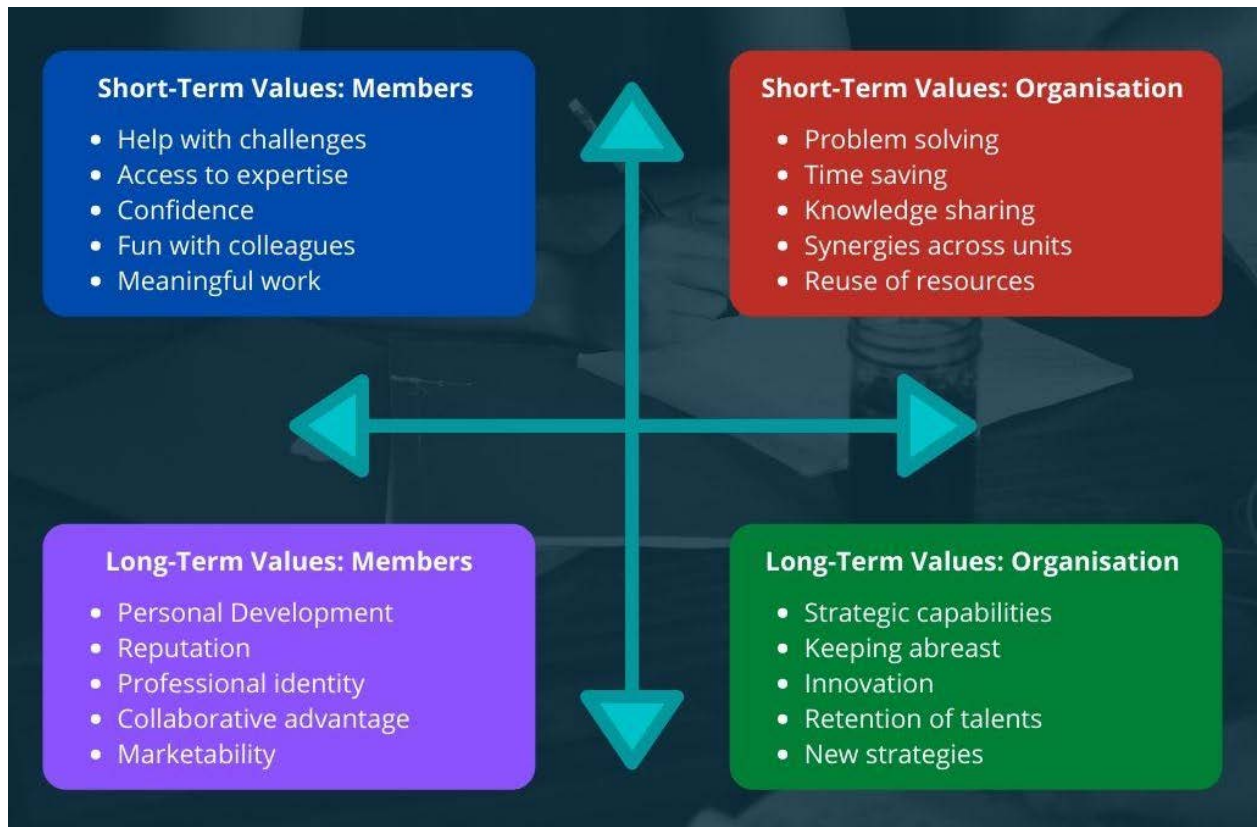 Short-Term Values: Members
• Help with challenges
• Access to expertise
• Confidence
• Fun with colleagues
• Meaningful work
Short-Term Values: Organisation
• Problem solving
• Time saving
• Knowledge sharing
• Synergies across units
• Reuse of resources
Long-Term Values: Members
• Personal Development
• Reputation
• Professional identity
• Collaborative advantage
• Marketability
Long-Term Values: Organisation
• Strategic capabilities
• Keeping abreast
• Innovation
• Retention of talents
• New strategies